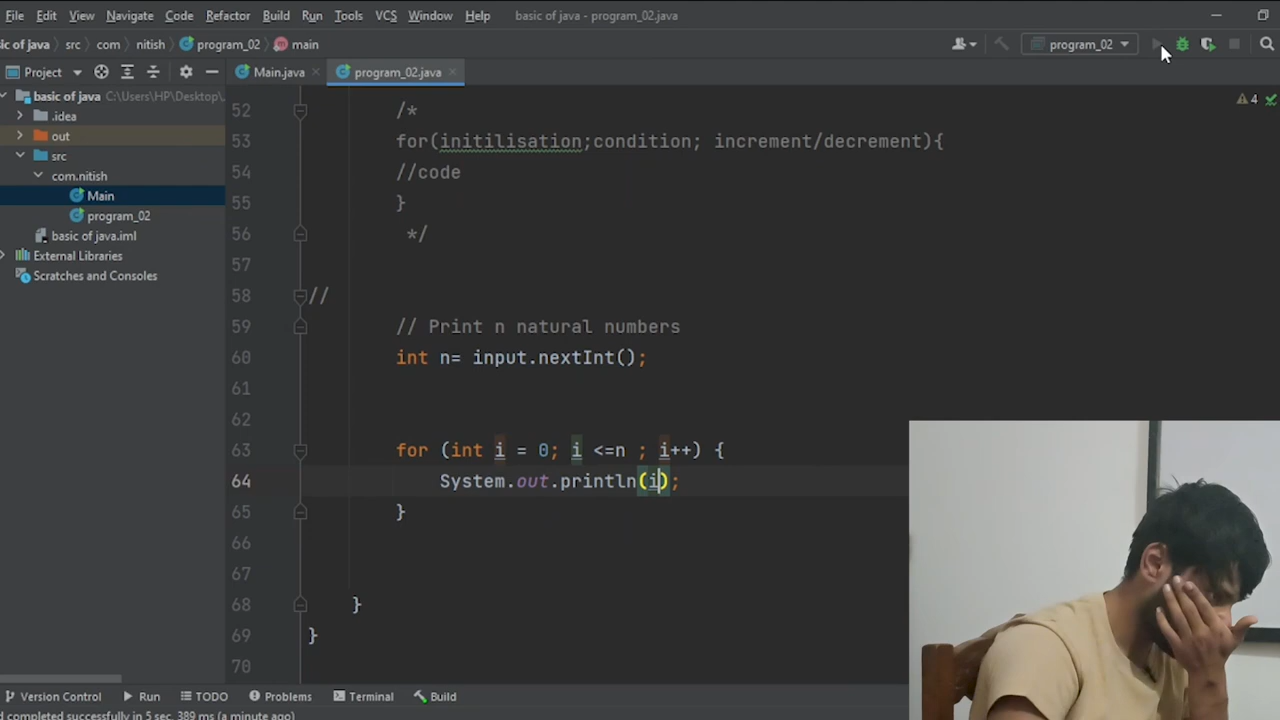 File Edit View Navigate Code Refactor Build Run Tools VCS Window Help basic of java - program_02.java
ic of java src com nitish program_02 main program_02
Project Main.java program_02.java
basic of java C:\Users\HP\Desktop\
.idea
out
src
com.nitish
Main
program_02
basic of java.iml
External Libraries
Scratches and Consoles
4
52 /*
53 for(initilisation;condition; increment/decrement){
54 //code
55 }
56 */
57
58 //
59 // Print n natural numbers
60 int n= input.nextInt();
61
62
63 for (int i = 0; i <=n ; i++) {
64 System.out.println(i);
65 }
66
67
68 }
69 }
70
Version Control Run TODO Problems Terminal Build
d completed successfully in 5 sec, 389 ms (a minute ago)